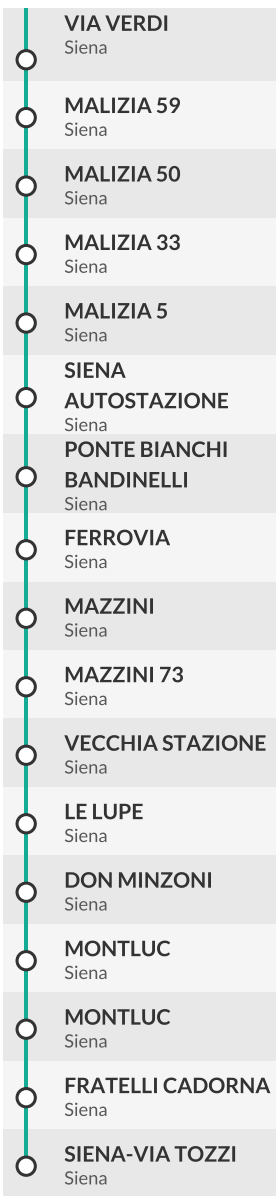 VIA VERDI
Siena
MALIZIA 59
Siena
MALIZIA 50
Siena
MALIZIA 33
Siena
MALIZIA 5
Siena
SIENA
AUTOSTAZIONE
Siena
PONTE BIANCHI
BANDINELLI
Siena
FERROVIA
Siena
MAZZINI
Siena
MAZZINI 73
Siena
VECCHIA STAZIONE
Siena
LE LUPE
Siena
DON MINZONI
Siena
MONTLUC
Siena
MONTLUC
Siena
FRATELLI CADORNA
Siena
SIENA-VIA TOZZI
Siena